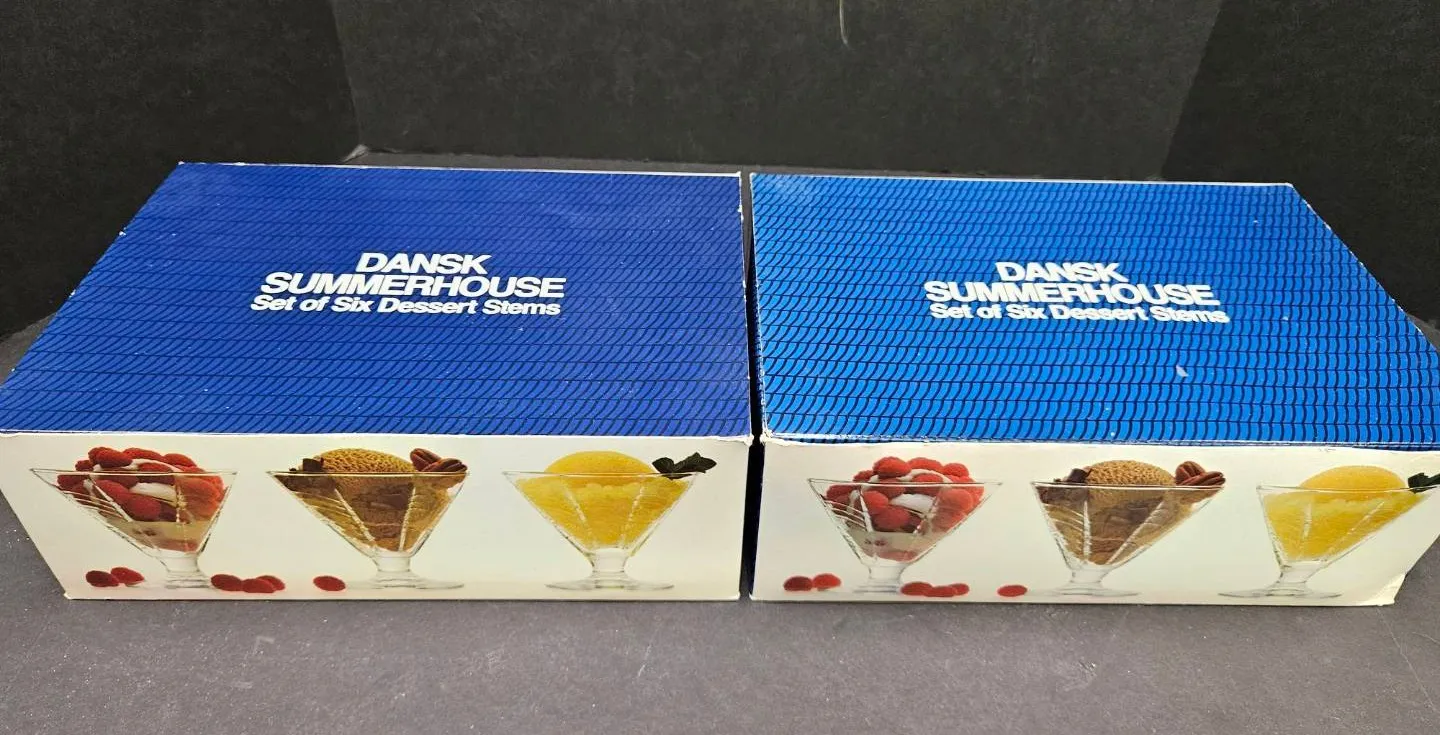 DANSK
SUMMERHOUSE
Set of Six Dessert Stems
DANSK
SUMMERHOUSE
Set of Six Dessert Stems